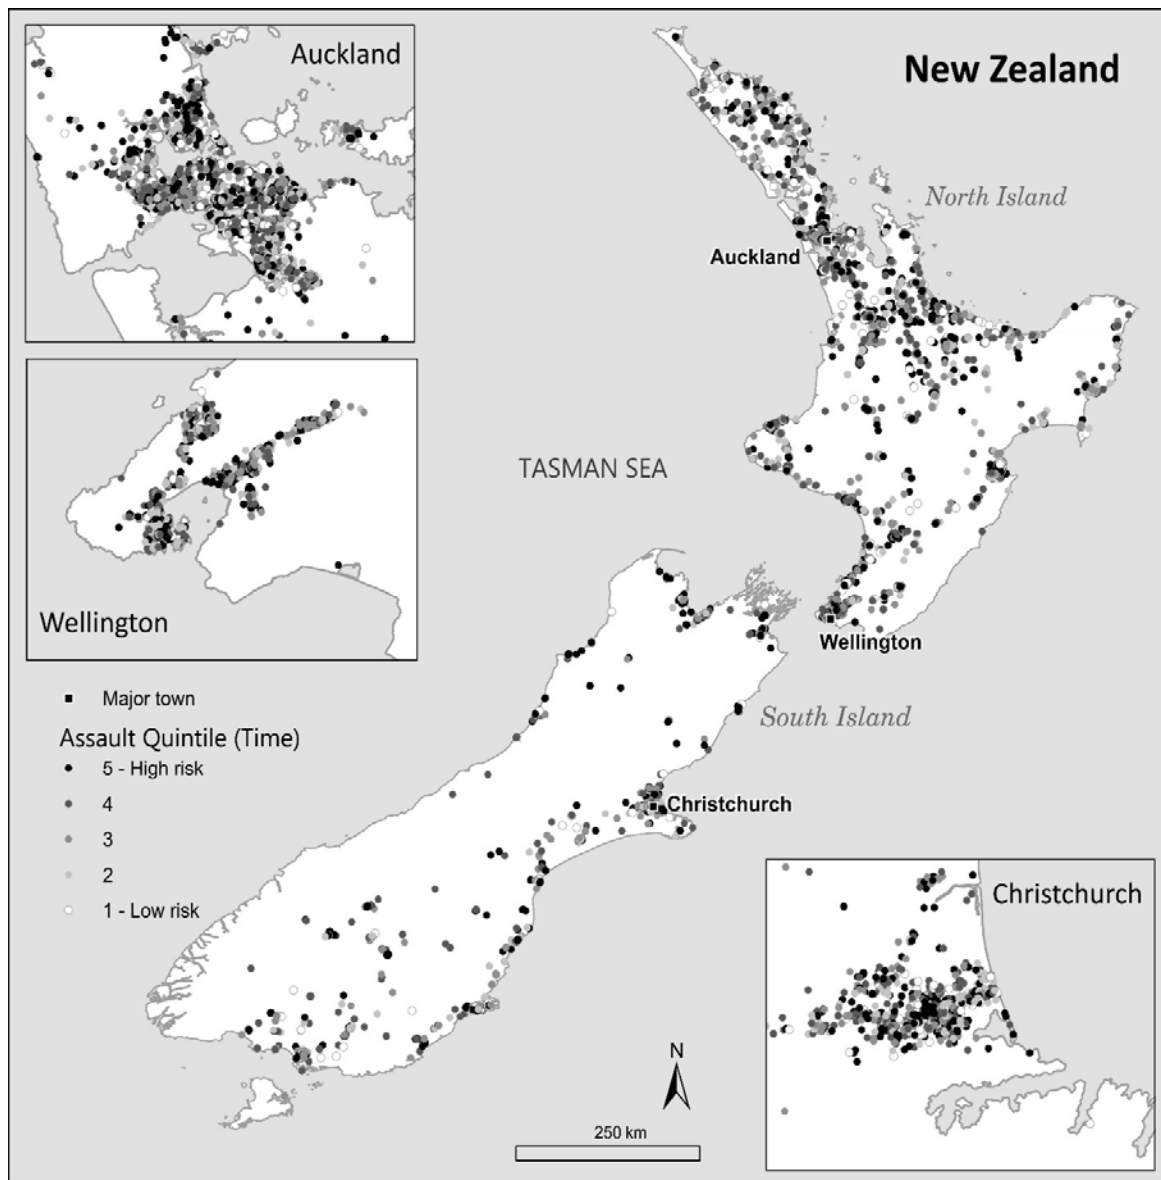 Auckland
New Zealand
North Island
Auckland
TASMAN SEA
Wellington
Wellington
Major town
South Island
Assault Quintile (Time)
5 - High risk
4
Christchurch
3
2
Christchurch
1 - Low risk
N
250 km